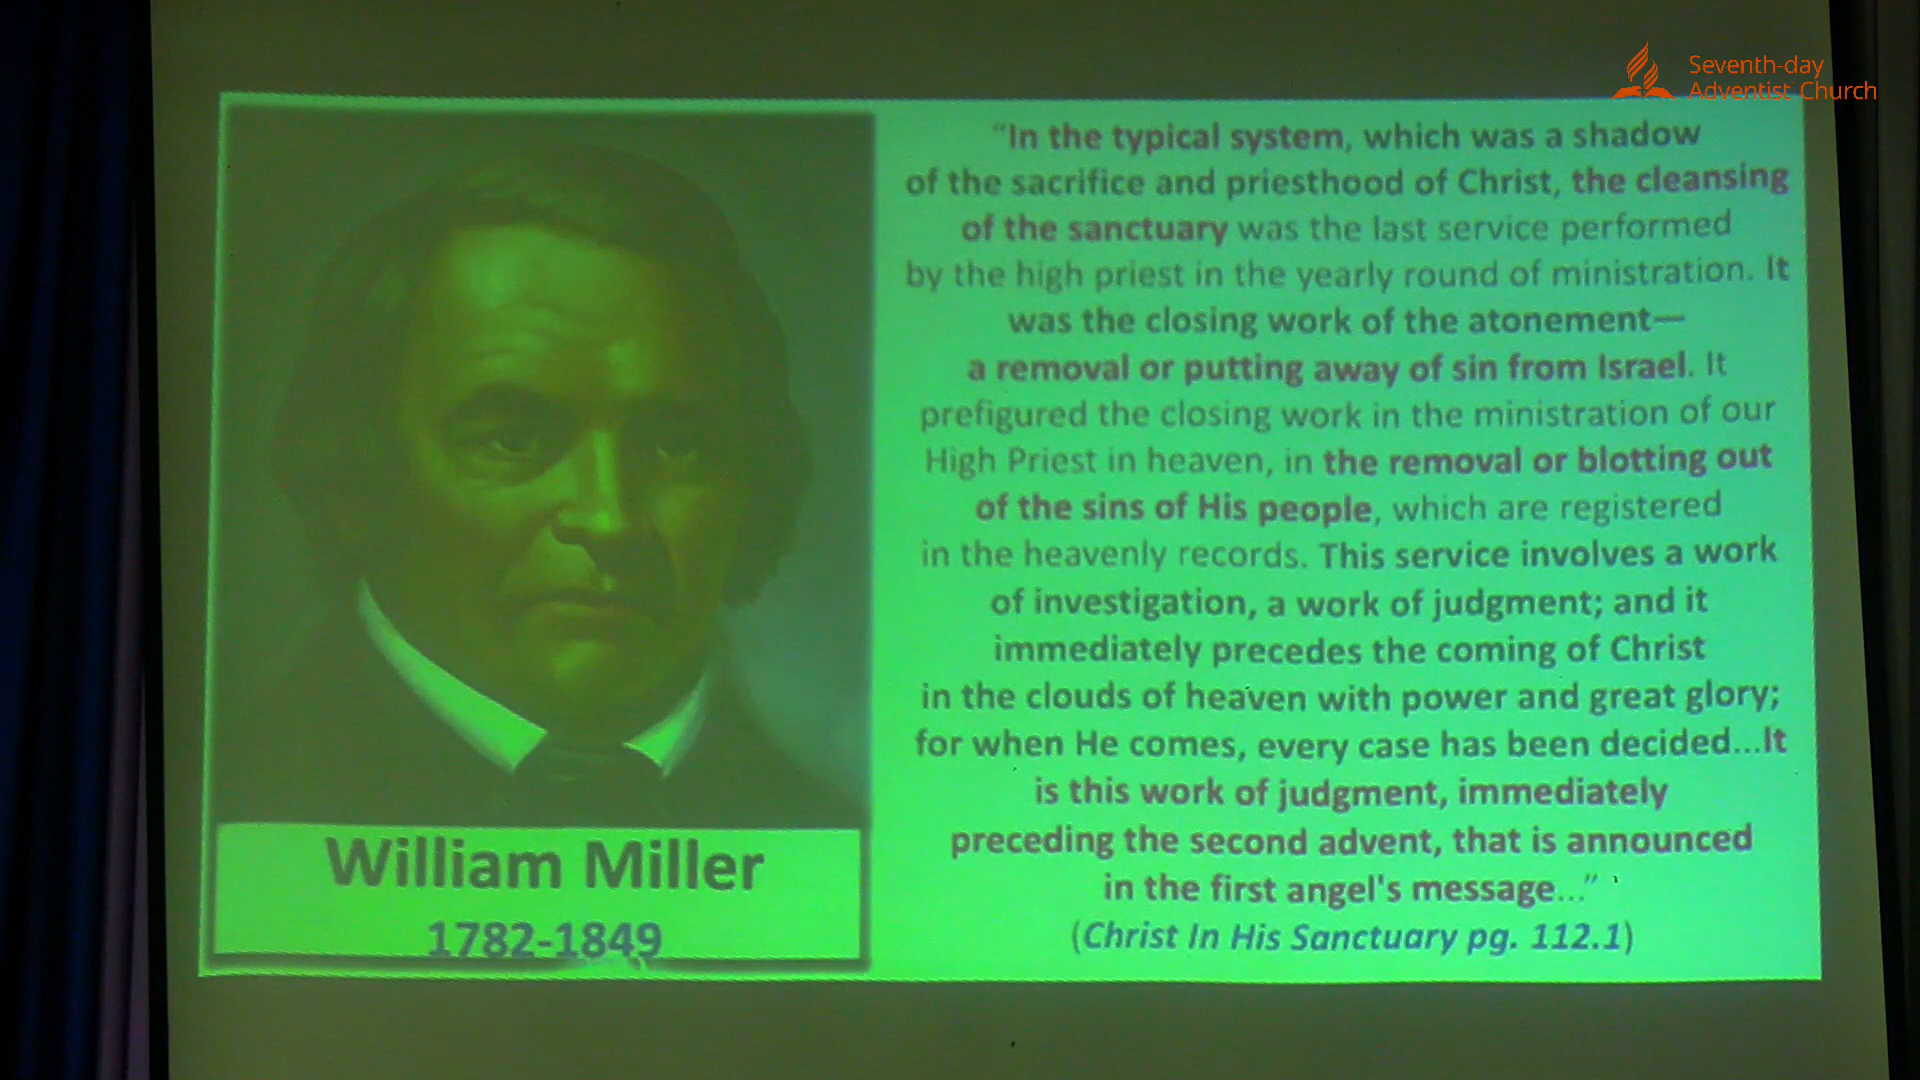 Seventh-day
Adventist Church
“In the typical system, which was a shadow
of the sacrifice and priesthood of Christ, the cleansing
of the sanctuary was the last service performed
by the high priest in the yearly round of ministration. It
was the closing work of the atonement—
a removal or putting away of sin from Israel. It
prefigured the closing work in the ministration of our
High Priest in heaven, in the removal or blotting out
of the sins of His people, which are registered
in the heavenly records. This service involves a work
of investigation, a work of judgment; and it
immediately precedes the coming of Christ
in the clouds of heaven with power and great glory;
for when He comes, every case has been decided...It
is this work of judgment, immediately
preceding the second advent, that is announced
in the first angel's message...”
(Christ In His Sanctuary pg. 112.1)
William Miller
1782-1849